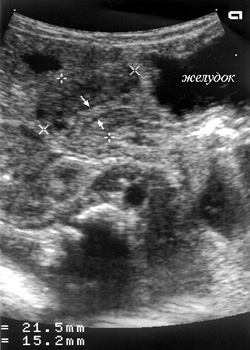 a
желудок
= 21.5mm
= 15.2mm